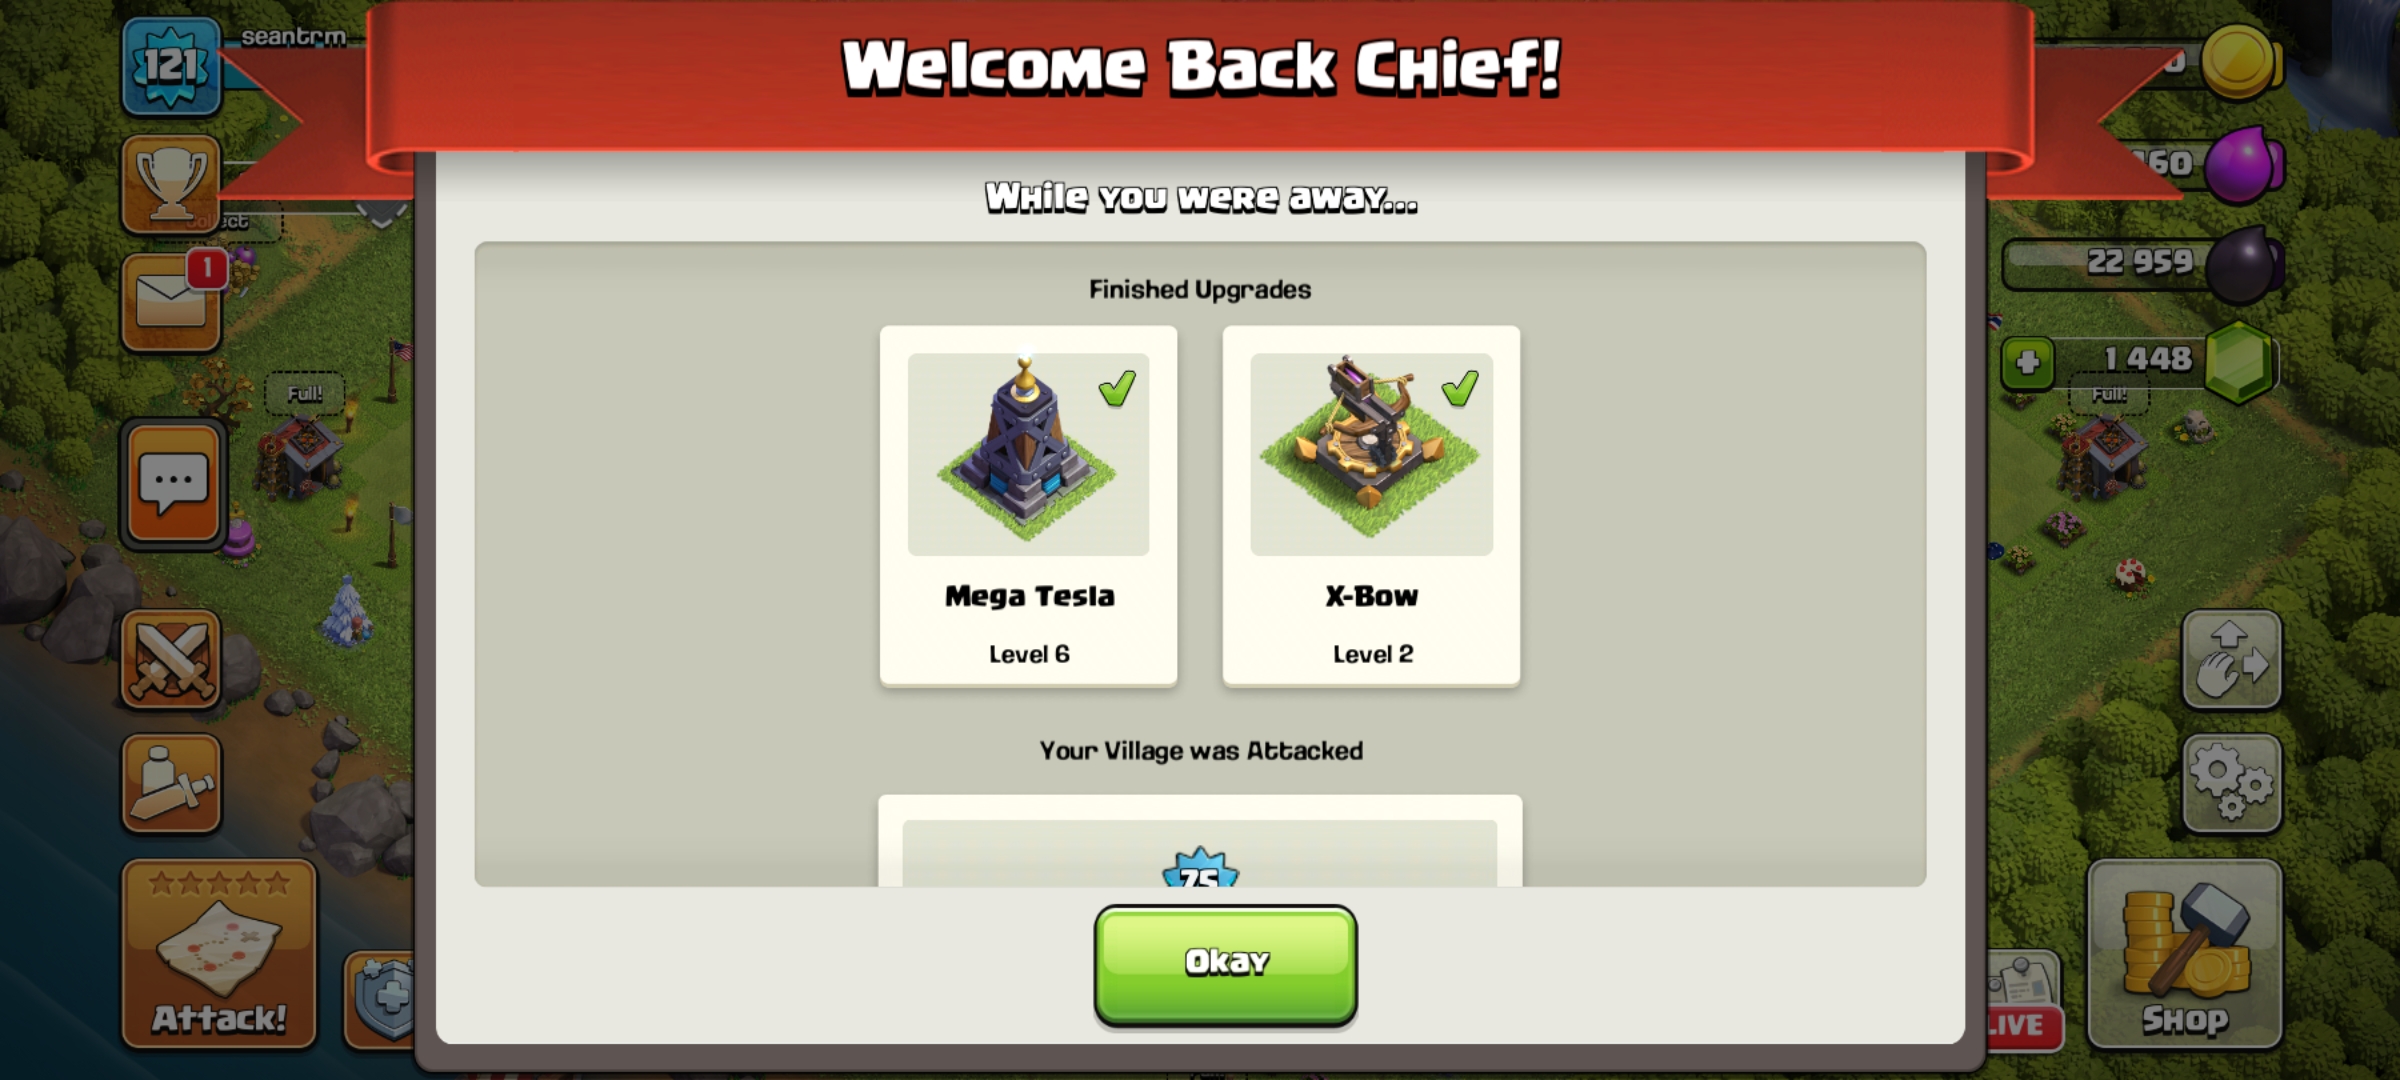 Welcome Back Chief!
121
seantrm
While you were away...
1
Finished Upgrades
22 959
1 448
Full!
Full!
Mega Tesla
X-Bow
Level 6
Level 2
Your Village was Attacked
75
Okay
Attack!
LIVE
Shop